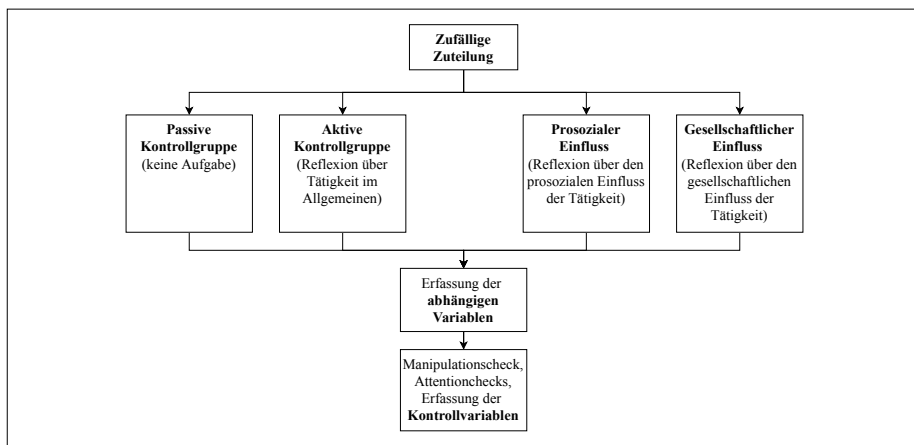 Zufällige
Zuteilung
Passive
Kontrollgruppe
(keine Aufgabe)
Aktive
Kontrollgruppe
(Reflexion über
Tätigkeit im
Allgemeinen)
Prosozialer
Einfluss
(Reflexion über den
prosozialen Einfluss
der Tätigkeit)
Gesellschaftlicher
Einfluss
(Reflexion über den
gesellschaftlichen
Einfluss der
Tätigkeit)
Erfassung der
abhängigen
Variablen
Manipulationscheck,
Attentionchecks,
Erfassung der
Kontrollvariablen